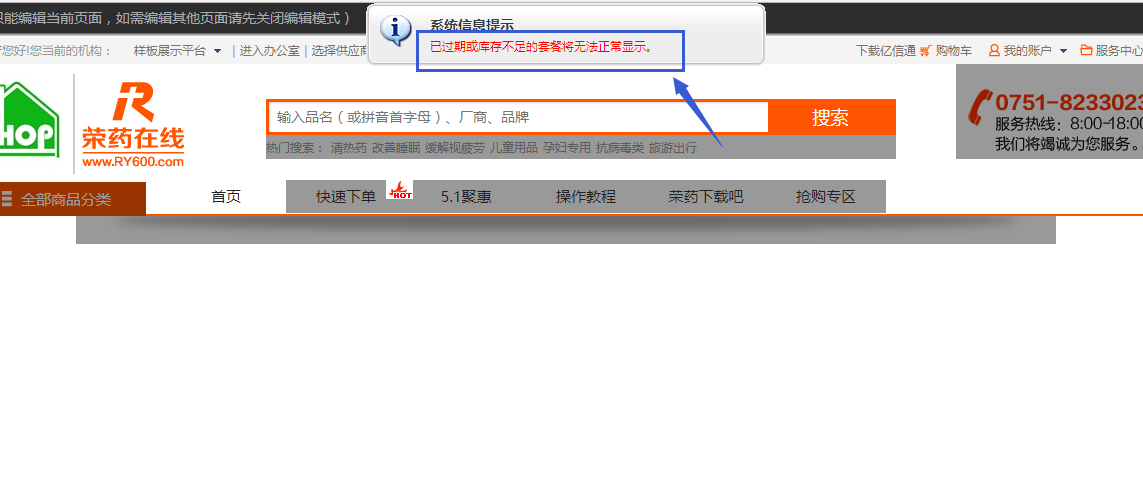 只能编辑当前页面，如需编辑其他页面请先关闭编辑模式）
系统信息提示
已过期或库存不足的套餐将无法正常显示。
您好!您当前的机构： 样板展示平台 | 进入办公室 | 选择供应商
下载亿信通 购物车 我的账户 服务中心
HOP
R
荣药在线
www.RY600.com
输入品名（或拼音首字母）、厂商、品牌
搜索
热门搜索： 清热药 改善睡眠 缓解视疲劳 儿童用品 孕妇专用 抗病毒类 旅游出行
0751-8233023
服务热线：8:00-18:00
我们将竭诚为您服务。
全部商品分类 首页 快速下单 HOT 5.1聚惠 操作教程 荣药下载吧 抢购专区